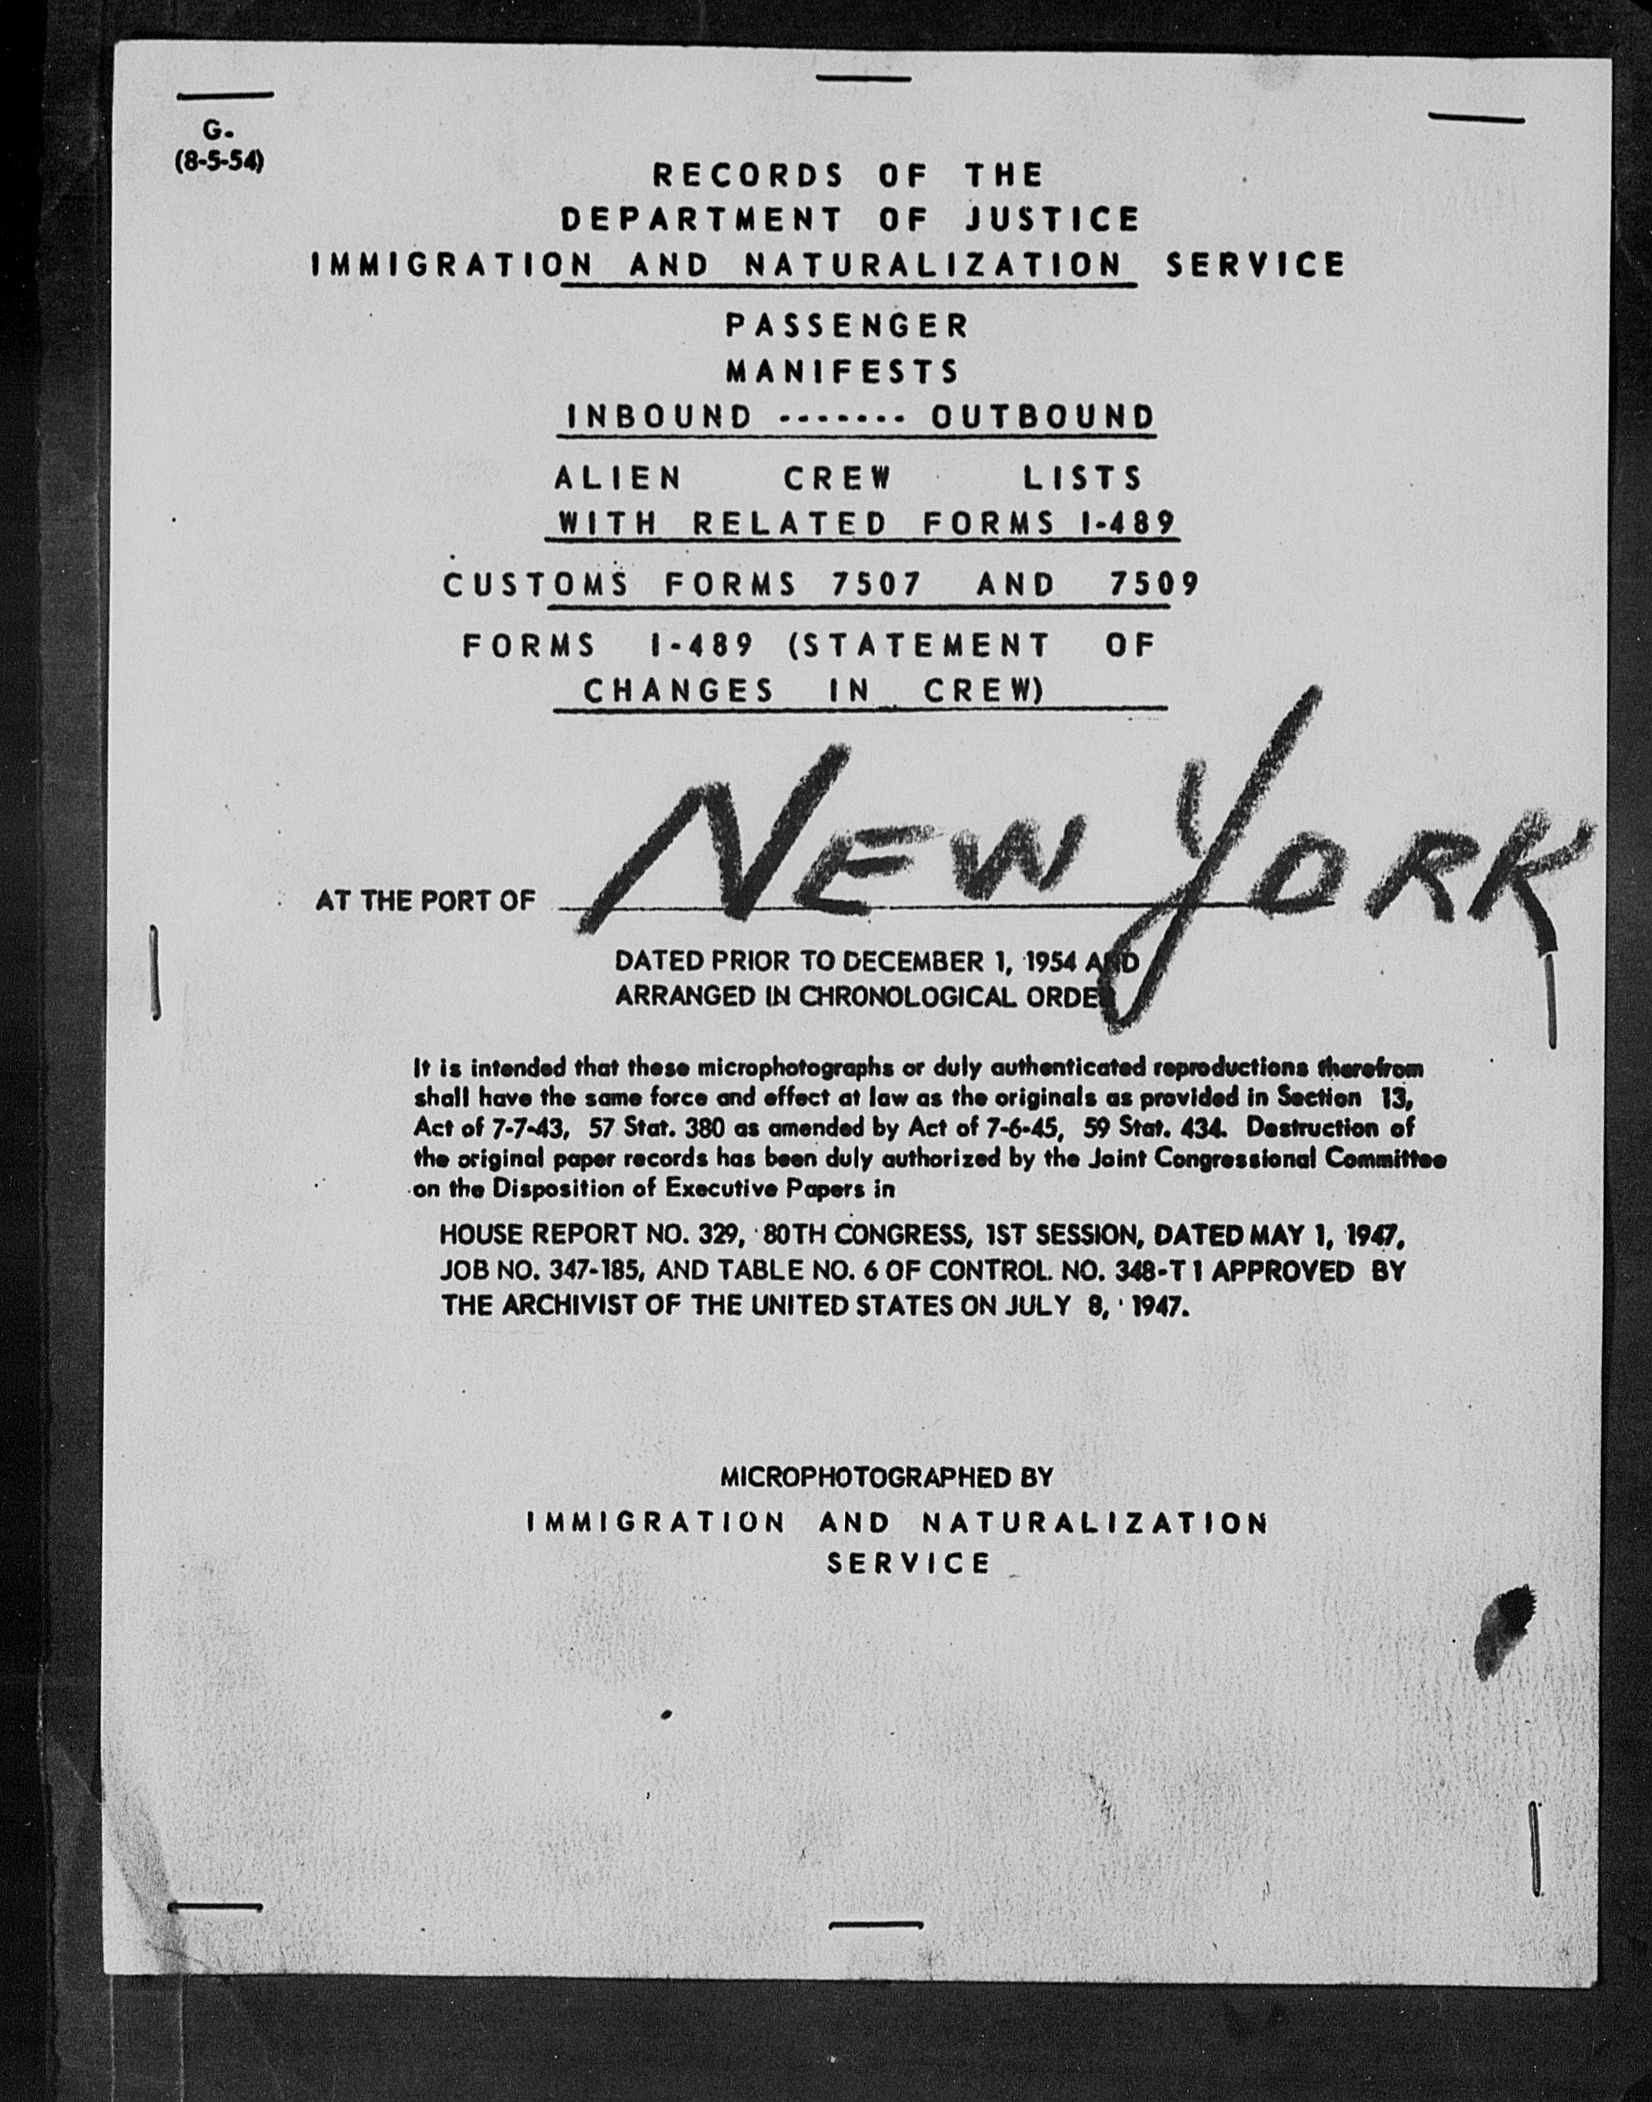 G.
(8-5-54)
RECORDS OF THE
DEPARTMENT OF JUSTICE
IMMIGRATION AND NATURALIZATION SERVICE
PASSENGER
MANIFESTS
INBOUND ------- OUTBOUND
ALIEN CREW LISTS
WITH RELATED FORMS I-489
CUSTOMS FORMS 7507 AND 7509
FORMS I-489 (STATEMENT OF
CHANGES IN CREW)
AT THE PORT OF NEW YORK
DATED PRIOR TO DECEMBER 1, 1954 AND
ARRANGED IN CHRONOLOGICAL ORDER
It is intended that these microphotographs or duly authenticated reproductions therefrom
shall have the same force and effect at law as the originals as provided in Section 13,
Act of 7-7-43, 57 Stat. 380 as amended by Act of 7-6-45, 59 Stat. 434. Destruction of
the original paper records has been duly authorized by the Joint Congressional Committee
on the Disposition of Executive Papers in
HOUSE REPORT NO. 329, 80TH CONGRESS, 1ST SESSION, DATED MAY 1, 1947,
JOB NO. 347-185, AND TABLE NO. 6 OF CONTROL NO. 348-T1 APPROVED BY
THE ARCHIVIST OF THE UNITED STATES ON JULY 8, 1947.
MICROPHOTOGRAPHED BY
IMMIGRATION AND NATURALIZATION
SERVICE